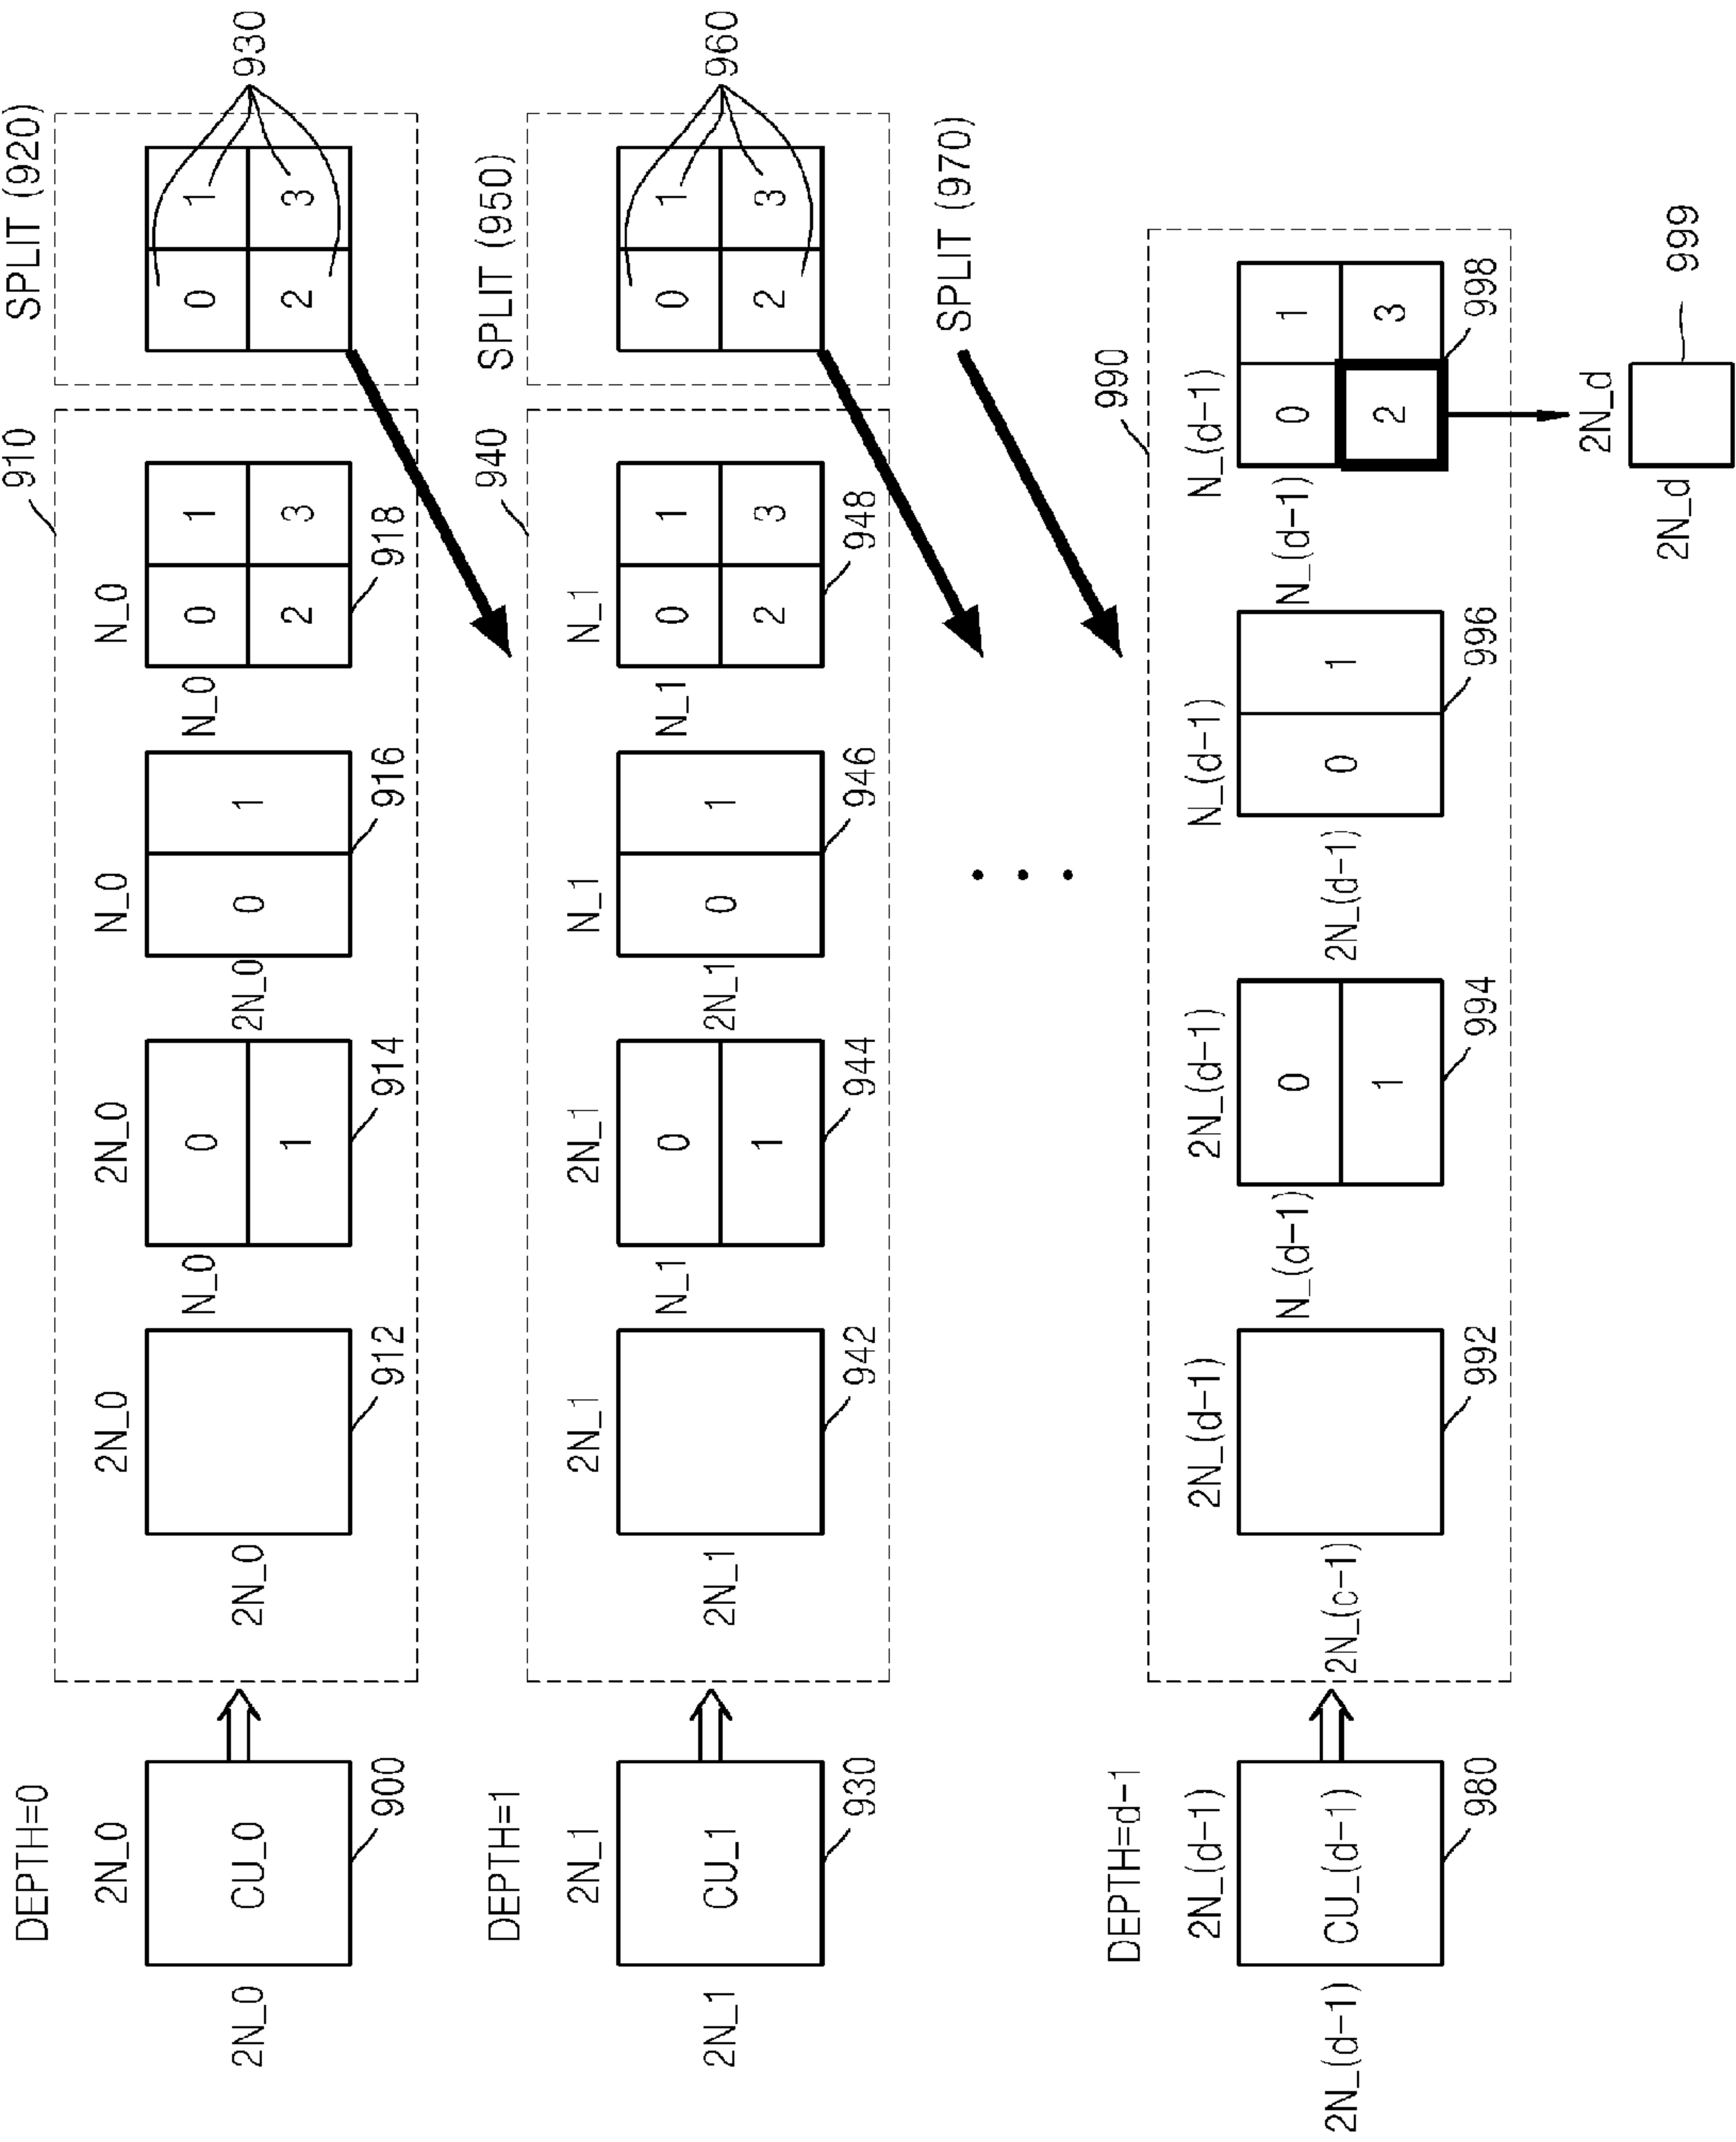 DEPTH=0
2N_0
2N_0
CU_0
900
910
2N_0
2N_0
912
2N_0
N_0
0
1
914
N_0
2N_0
0
1
916
N_0
N_0
0
1
2
3
918
SPLIT (920)
0
1
2
3
930
DEPTH=1
2N_1
2N_1
CU_1
930
940
2N_1
2N_1
942
2N_1
N_1
0
1
944
N_1
2N_1
0
1
946
N_1
N_1
0
1
2
3
948
SPLIT (950)
0
1
2
3
960
SPLIT (970)
DEPTH=d-1
2N_(d-1)
2N_(d-1)
CU_(d-1)
980
990
2N_(d-1)
2N_(c-1)
992
2N_(d-1)
N_(d-1)
0
1
994
N_(d-1)
2N_(d-1)
0
1
996
N_(d-1)
N_(d-1)
0
1
2
3
998
2N_d
2N_d
999